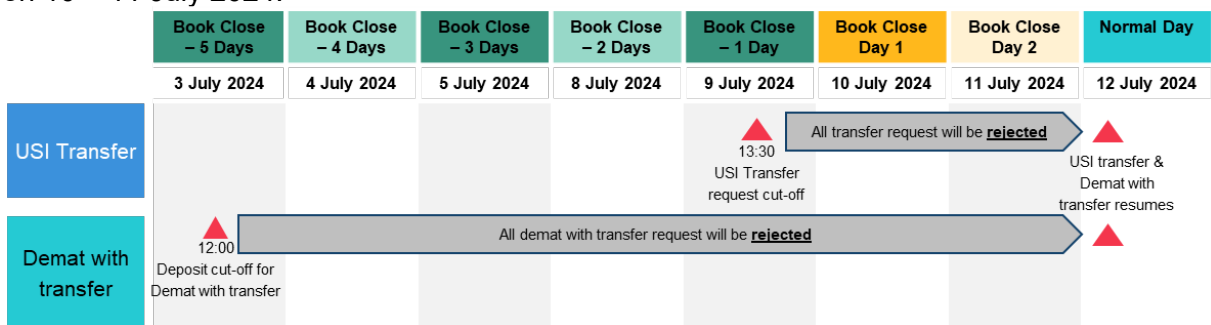 Book Close – 5 Days
Book Close – 4 Days
Book Close – 3 Days
Book Close – 2 Days
Book Close – 1 Day
Book Close Day 1
Book Close Day 2
Normal Day
3 July 2024
4 July 2024
5 July 2024
8 July 2024
9 July 2024
10 July 2024
11 July 2024
12 July 2024
USI Transfer
13:30
USI Transfer
request cut-off
All transfer request will be rejected
USI transfer &
Demat with
transfer resumes
Demat with
transfer
12:00
Deposit cut-off for
Demat with transfer
All demat with transfer request will be rejected